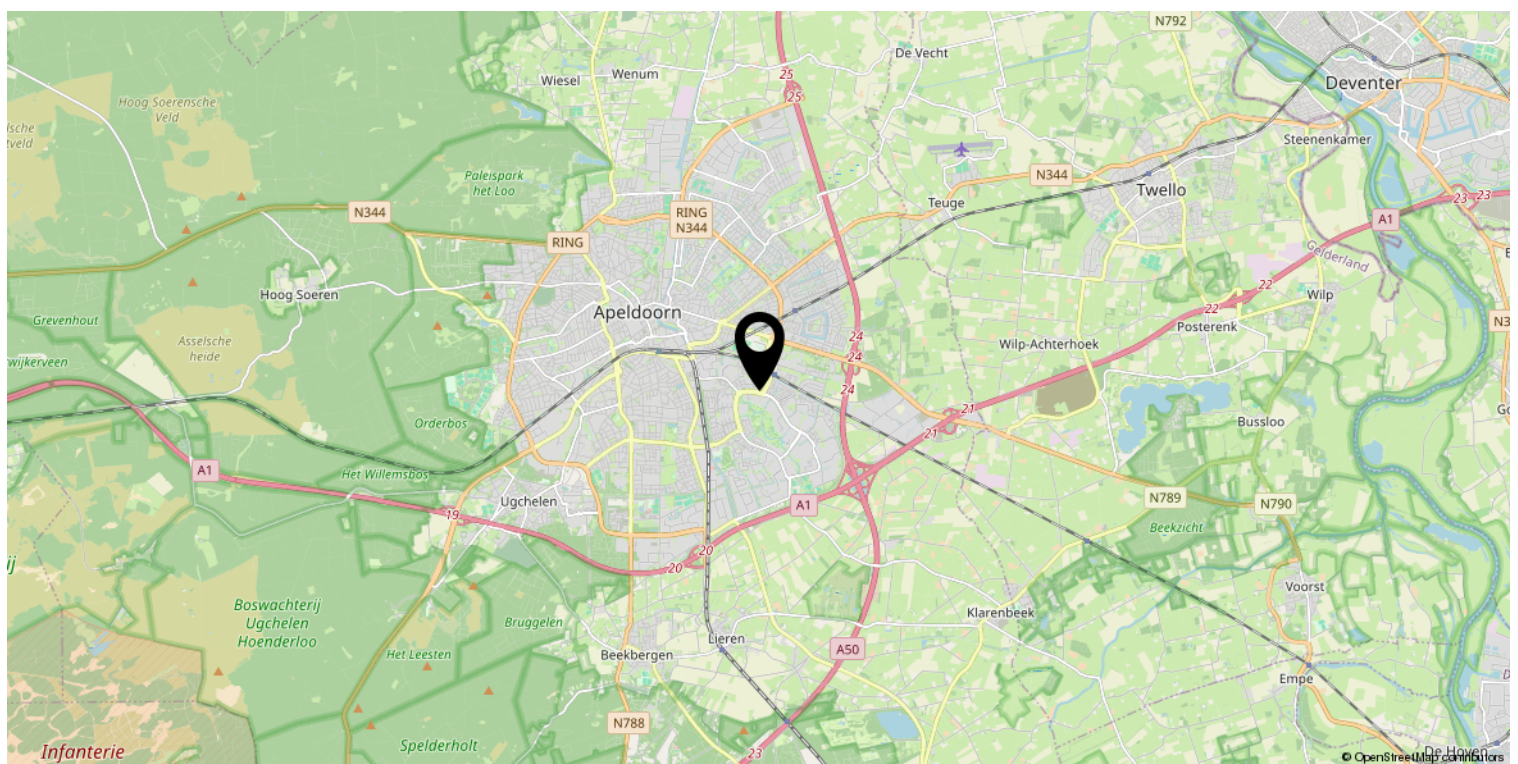 N792
De Vecht
25
Wenum
Wiesel
Deventer
25
Hoog Soerensche
Veld
Steenenkamer
Paleispark
het Loo
N344
Twello
23
23
Teuge
N344
RING
N344
A1
RING
Gelderland
22
Hoog Soeren
Wilp
22
Apeldoorn
Grevenhout
Posterenk
24
Asselsche
heide
Wilp-Achterhoek
24
24
21
Orderbos
Bussloo
21
A1
Het Willemsbos
N789
Ugchelen
A1
N790
19
Beekzicht
20
20
Voorst
Boswachterij
Ugchelen
Hoenderloo
Klarenbeek
Bruggelen
Lieren
Het Leesten
Beekbergen
A50
Empe
N788
Spelderholt
Infanterie
23
De Hoven
© OpenStreetMap contributors